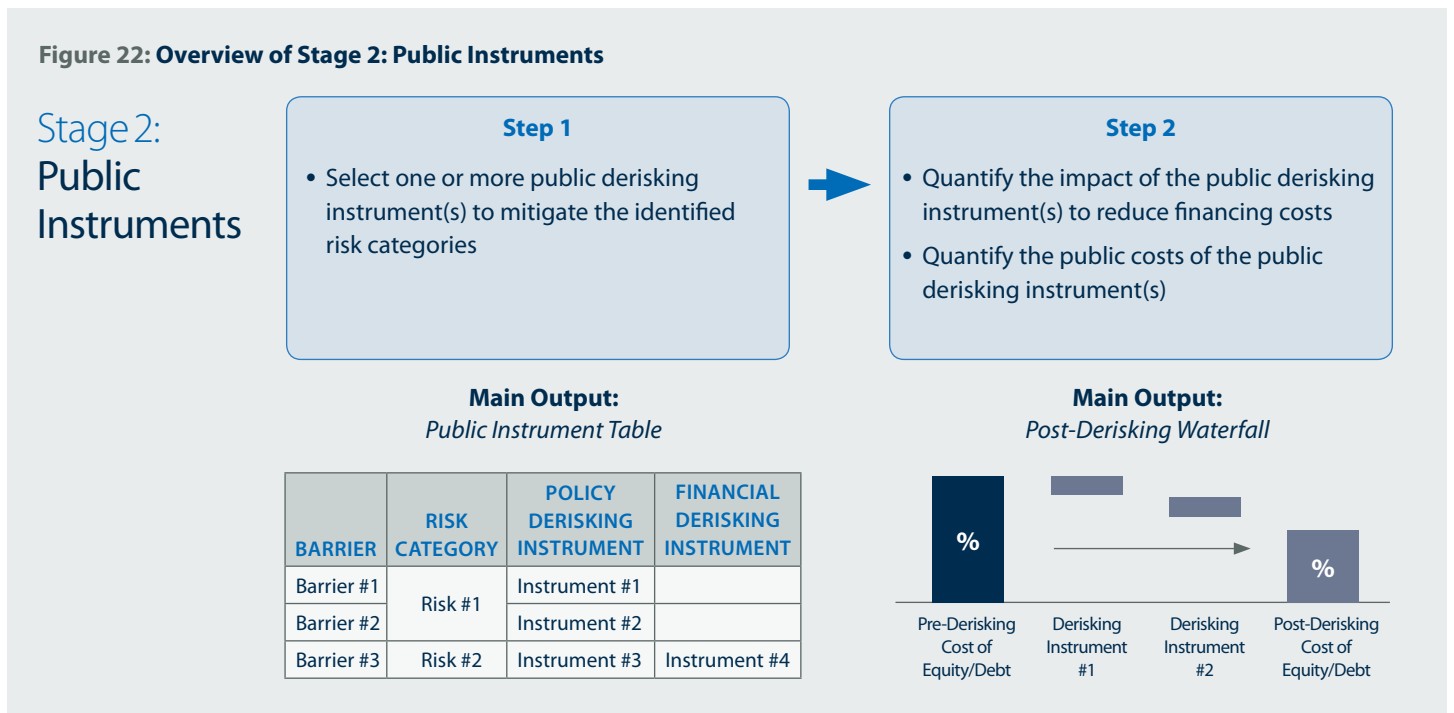 Figure 22: Overview of Stage 2: Public Instruments
Stage 2:
Public
Instruments
Step 1
• Select one or more public derisking
instrument(s) to mitigate the identified
risk categories
Step 2
• Quantify the impact of the public derisking
instrument(s) to reduce financing costs
• Quantify the public costs of the public
derisking instrument(s)
Main Output:
Public Instrument Table
BARRIER
RISK
CATEGORY
POLICY
DERISKING
INSTRUMENT
FINANCIAL
DERISKING
INSTRUMENT
Barrier #1
Risk #1
Instrument #1
Barrier #2
Instrument #2
Barrier #3
Risk #2
Instrument #3
Instrument #4
Main Output:
Post-Derisking Waterfall
%
%
Pre-Derisking
Cost of
Equity/Debt
Derisking
Instrument
#1
Derisking
Instrument
#2
Post-Derisking
Cost of
Equity/Debt